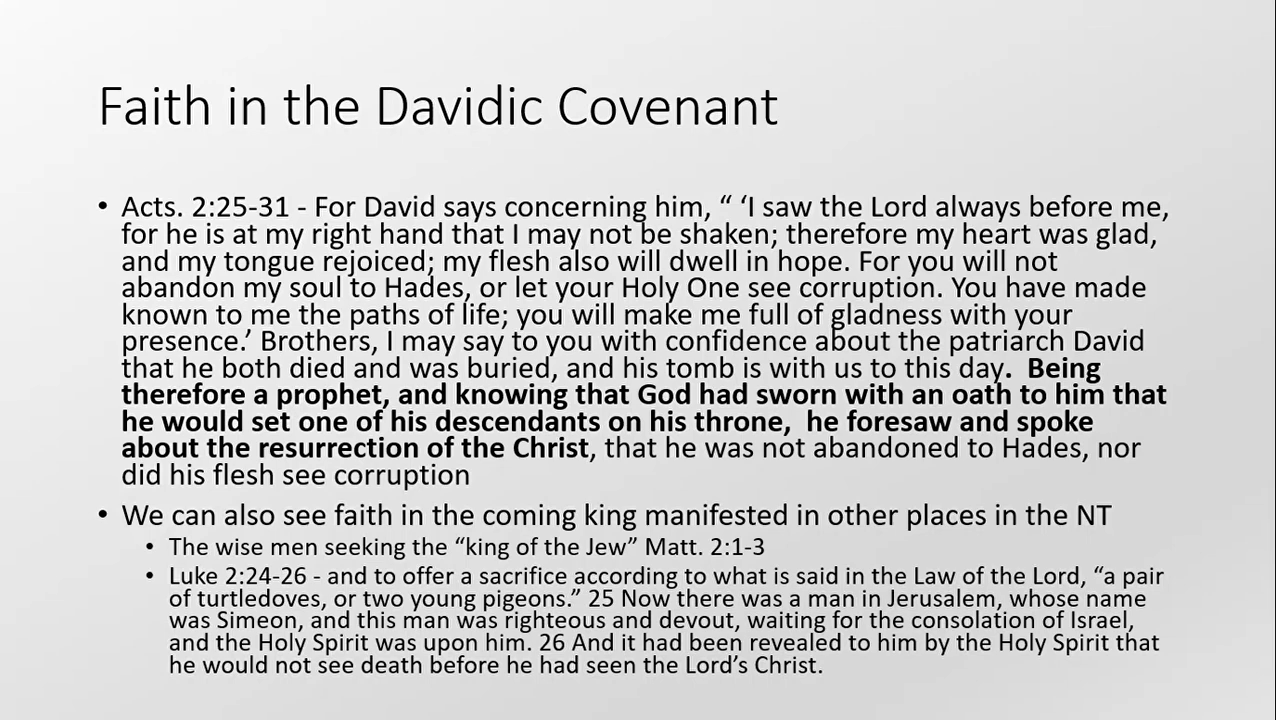 Faith in the Davidic Covenant
• Acts. 2:25-31 - For David says concerning him, “ ‘I saw the Lord always before me,
for he is at my right hand that I may not be shaken; therefore my heart was glad,
and my tongue rejoiced; my flesh also will dwell in hope. For you will not
abandon my soul to Hades, or let your Holy One see corruption. You have made
known to me the paths of life; you will make me full of gladness with your
presence.’ Brothers, I may say to you with confidence about the patriarch David
that he both died and was buried, and his tomb is with us to this day. Being
therefore a prophet, and knowing that God had sworn with an oath to him that
he would set one of his descendants on his throne, he foresaw and spoke
about the resurrection of the Christ, that he was not abandoned to Hades, nor
did his flesh see corruption
• We can also see faith in the coming king manifested in other places in the NT
• The wise men seeking the “king of the Jew” Matt. 2:1-3
• Luke 2:24-26 - and to offer a sacrifice according to what is said in the Law of the Lord, “a pair
of turtledoves, or two young pigeons.” 25 Now there was a man in Jerusalem, whose name
was Simeon, and this man was righteous and devout, waiting for the consolation of Israel,
and the Holy Spirit was upon him. 26 And it had been revealed to him by the Holy Spirit that
he would not see death before he had seen the Lord’s Christ.